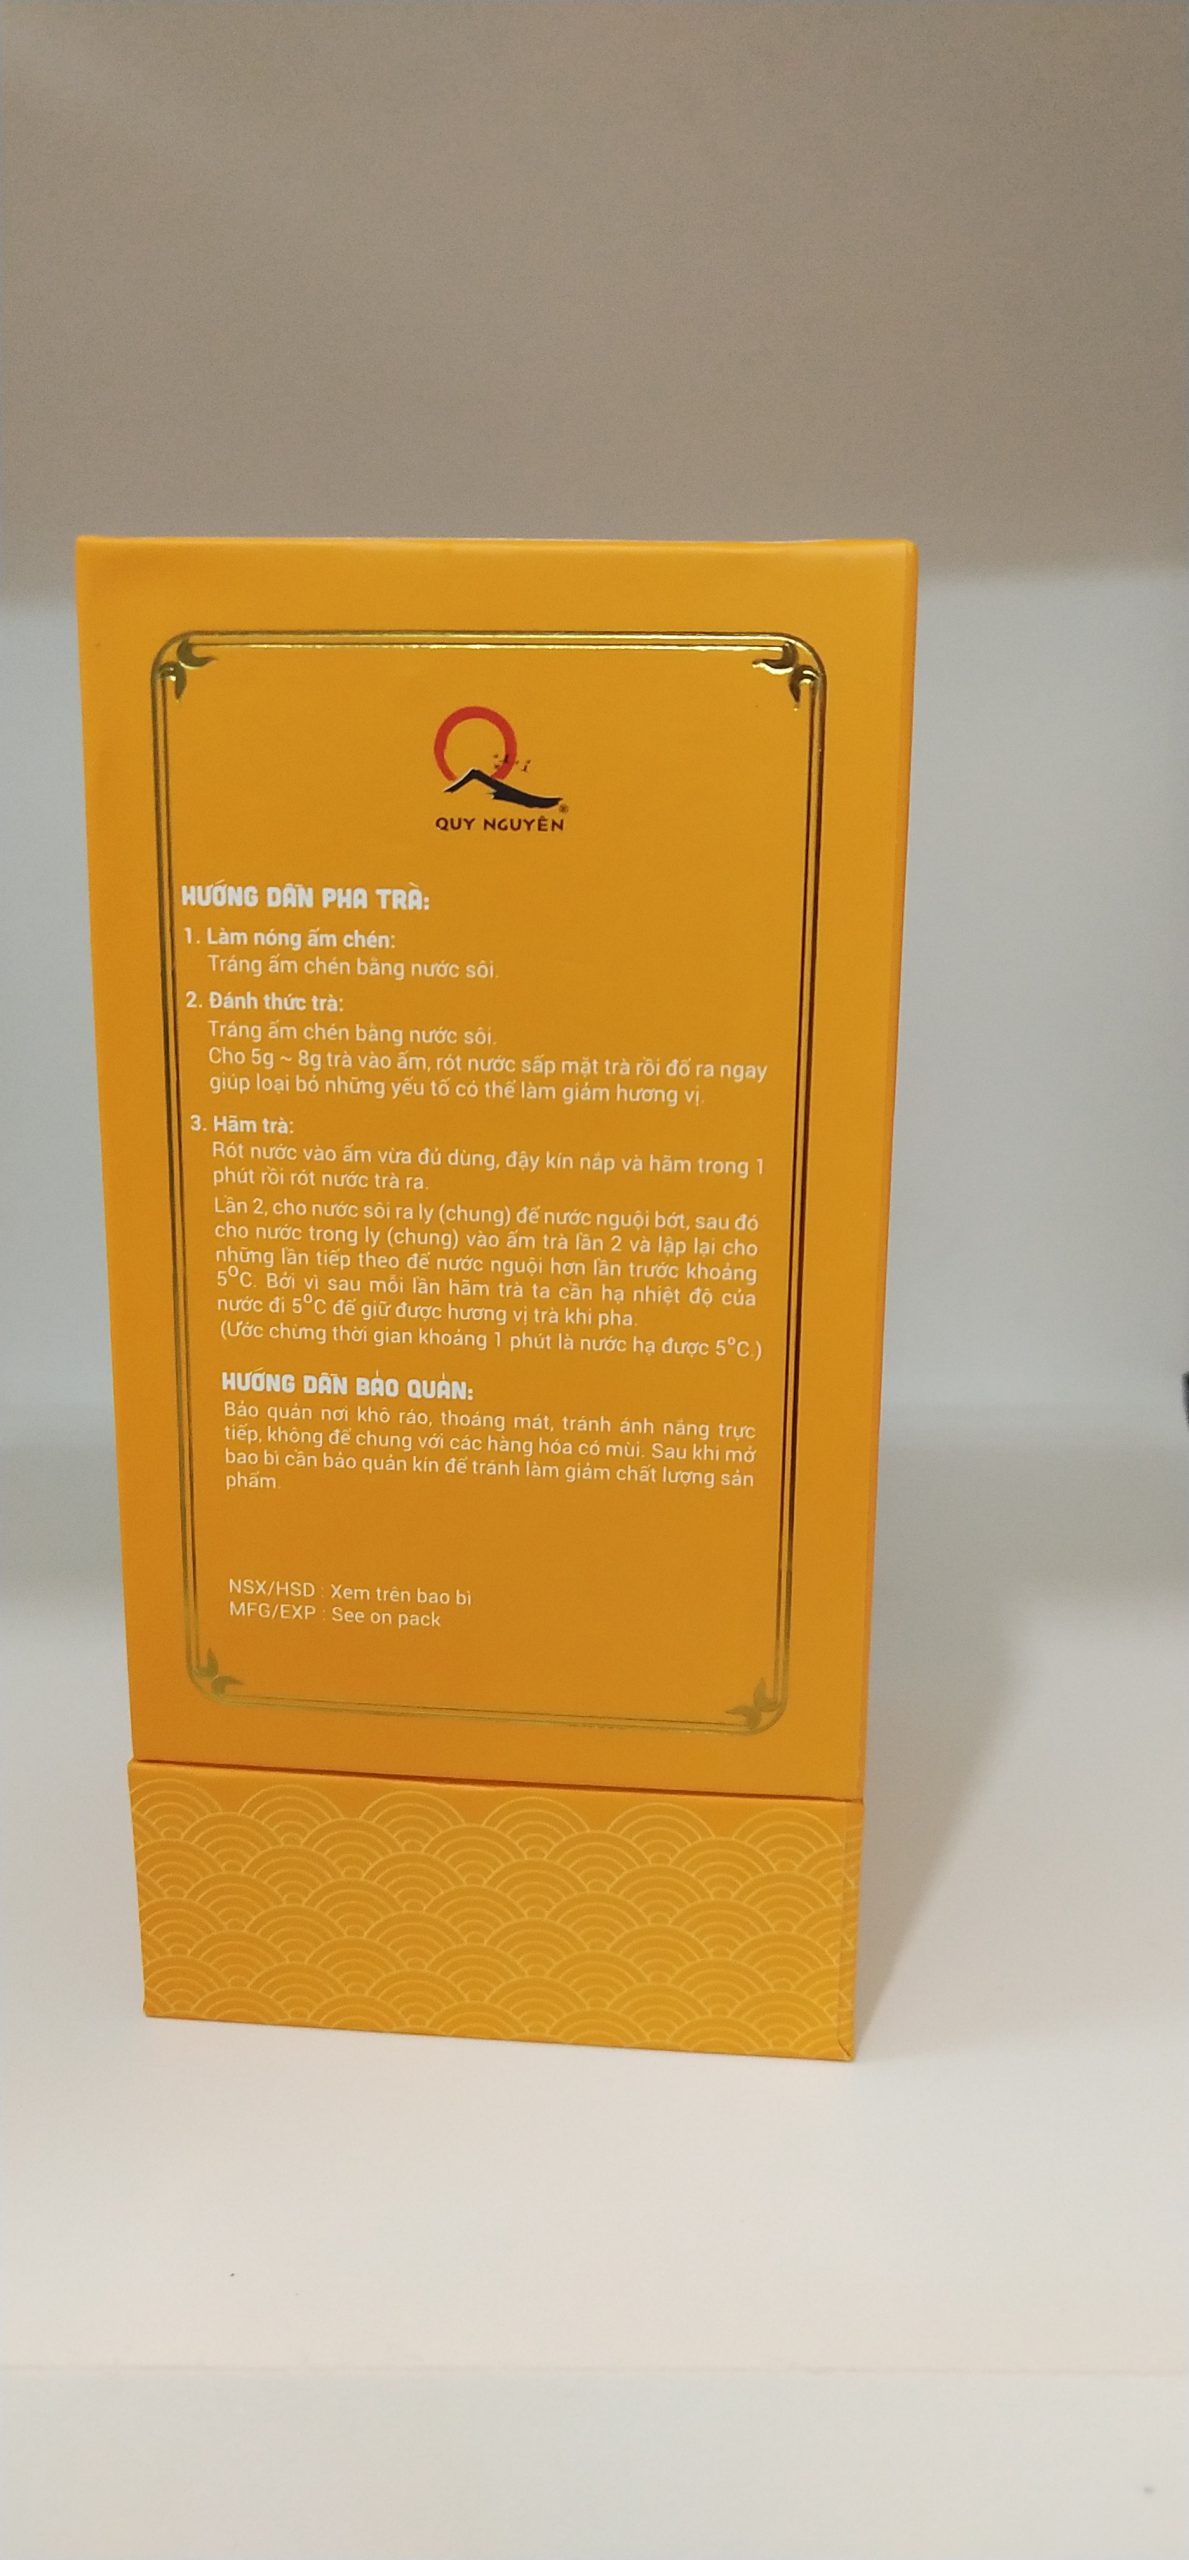 QUY NGUYÊN
HƯỚNG DẪN PHA TRÀ:
1. Làm nóng ấm chén:
Tráng ấm chén bằng nước sôi.
2. Đánh thức trà:
Tráng ấm chén bằng nước sôi.
Cho 5g ~ 8g trà vào ấm, rót nước sấp mặt trà rồi đổ ra ngay
giúp loại bỏ những yếu tố có thể làm giảm hương vị.
3. Hãm trà:
Rót nước vào ấm vừa đủ dùng, đậy kín nắp và hãm trong 1
phút rồi rót nước trà ra.
Lần 2, cho nước sôi ra ly (chung) để nước nguội bớt, sau đó
cho nước trong ly (chung) vào ấm trà lần 2 và lập lại cho
những lần tiếp theo để nước nguội hơn lần trước khoảng
5⁰C. Bởi vì sau mỗi lần hãm trà ta cần hạ nhiệt độ của
nước đi 5⁰C để giữ được hương vị trà khi pha.
(Ước chừng thời gian khoảng 1 phút là nước hạ được 5⁰C.)
HƯỚNG DẪN BẢO QUẢN:
Bảo quản nơi khô ráo, thoáng mát, tránh ánh nắng trực
tiếp, không để chung với các hàng hóa có mùi. Sau khi mở
bao bì cần bảo quản kín để tránh làm giảm chất lượng sản
phẩm.
NSX/HSD : Xem trên bao bì
MFG/EXP : See on pack